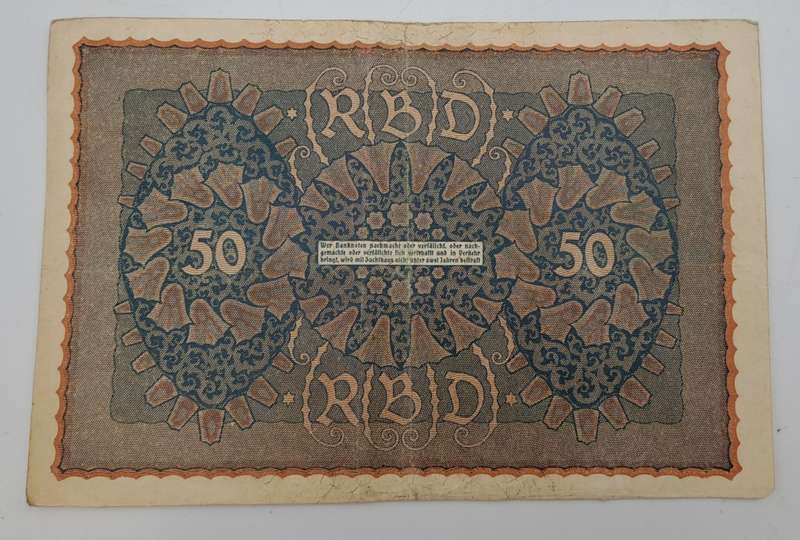 RBD
50
50
Wer Banknoten nachmacht oder verfälscht, oder nach-
gemachte oder verfälschte sich verschafft und in Verkehr
bringt, wird mit Zuchthaus nicht unter zwei Jahren bestraft
RBD